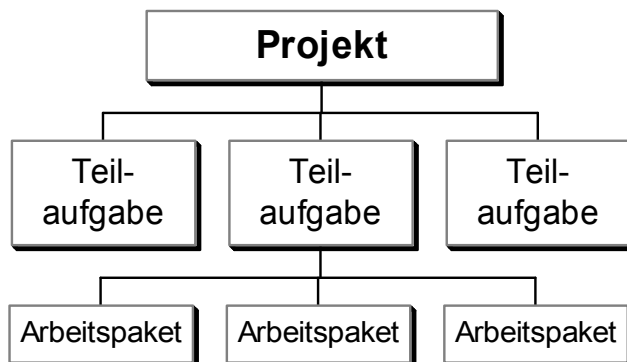 Projekt
Teil-
aufgabe
Teil-
aufgabe
Teil-
aufgabe
Arbeitspaket
Arbeitspaket
Arbeitspaket